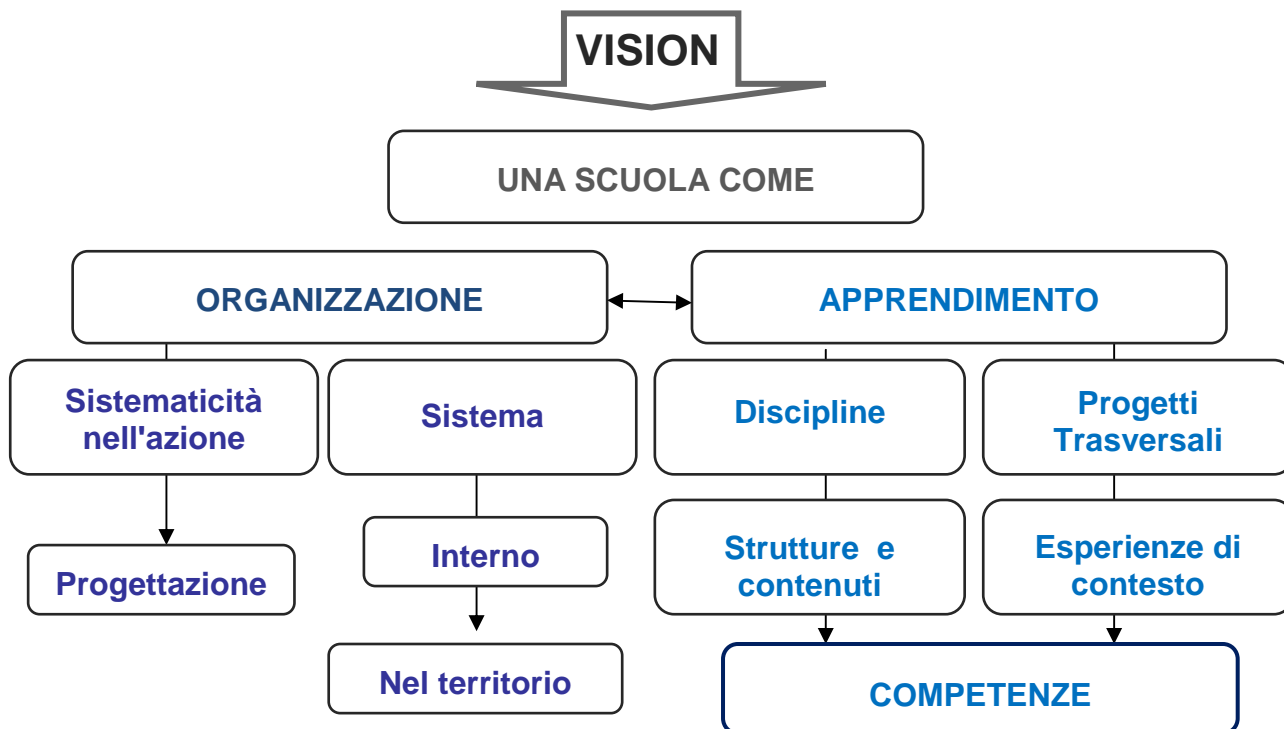 VISION
UNA SCUOLA COME
ORGANIZZAZIONE
APPRENDIMENTO
Sistematicità
nell'azione
Sistema
Discipline
Progetti
Trasversali
Progettazione
Interno
Strutture e
contenuti
Esperienze di
contesto
Nel territorio
COMPETENZE